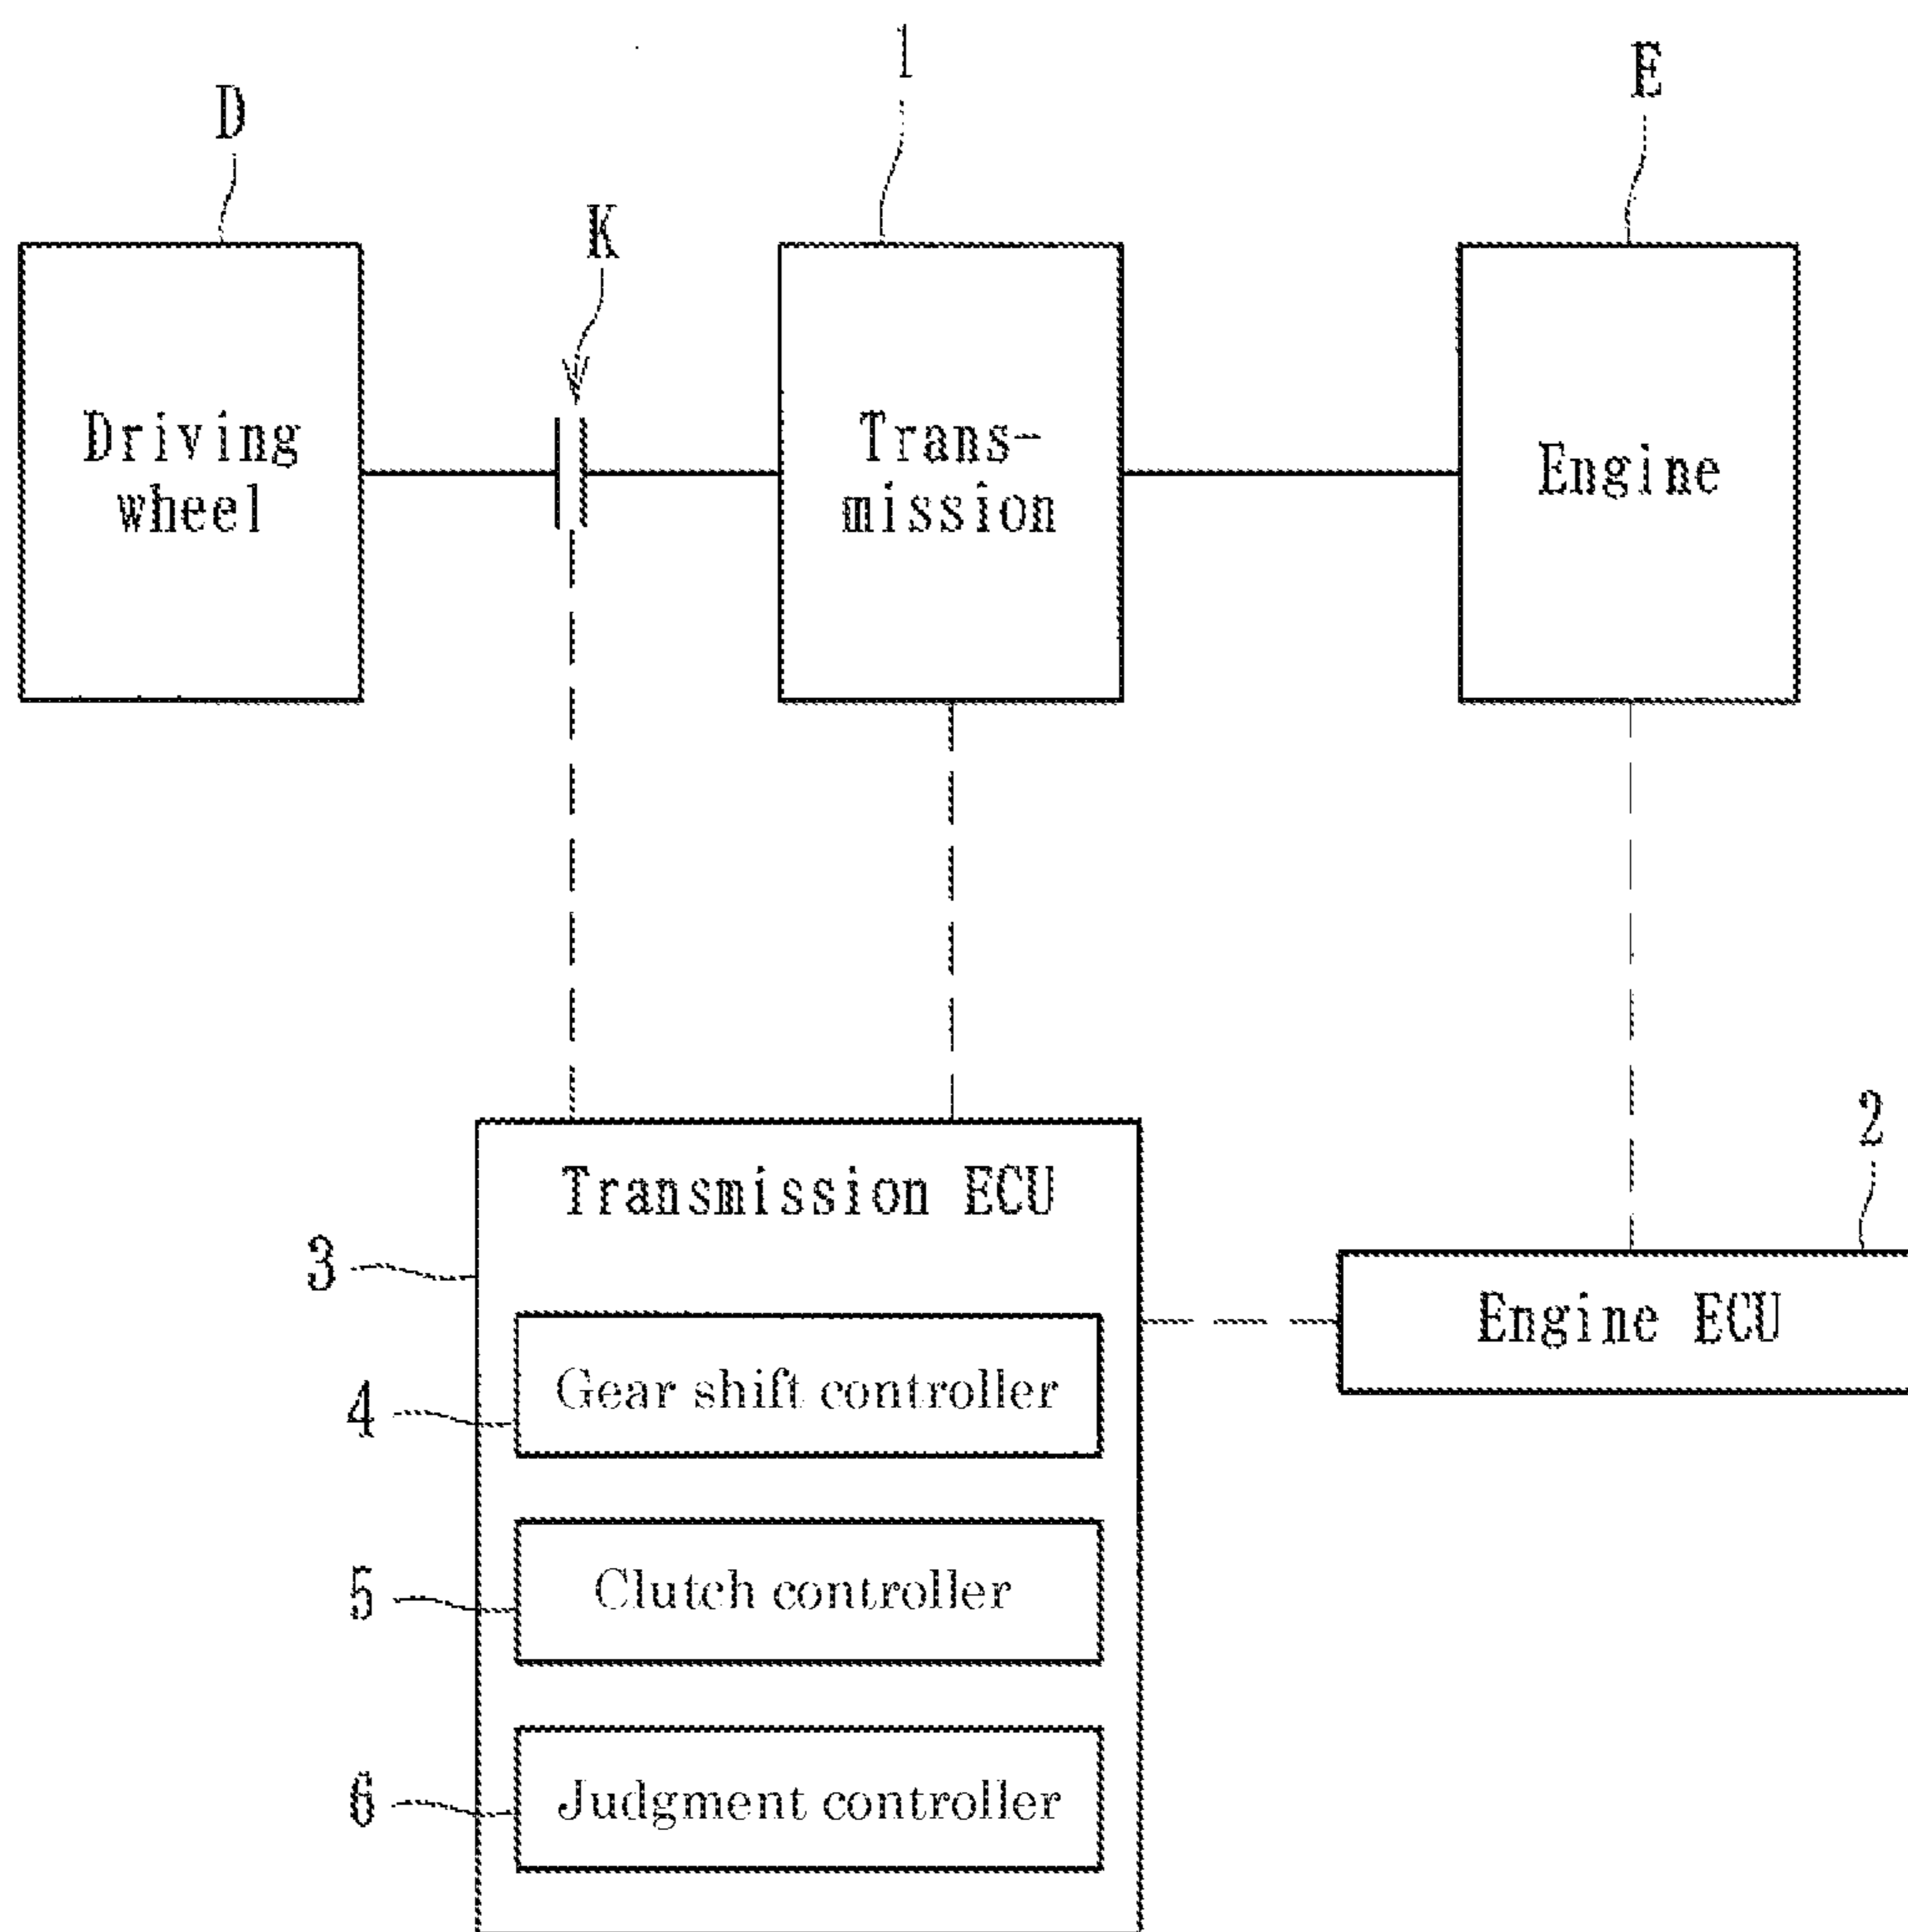 1
E
D
K
Driving
wheel
Trans-
mission
Engine
2
Transmission ECU
3
Engine ECU
Gear shift controller
4
Clutch controller
5
Judgment controller
6